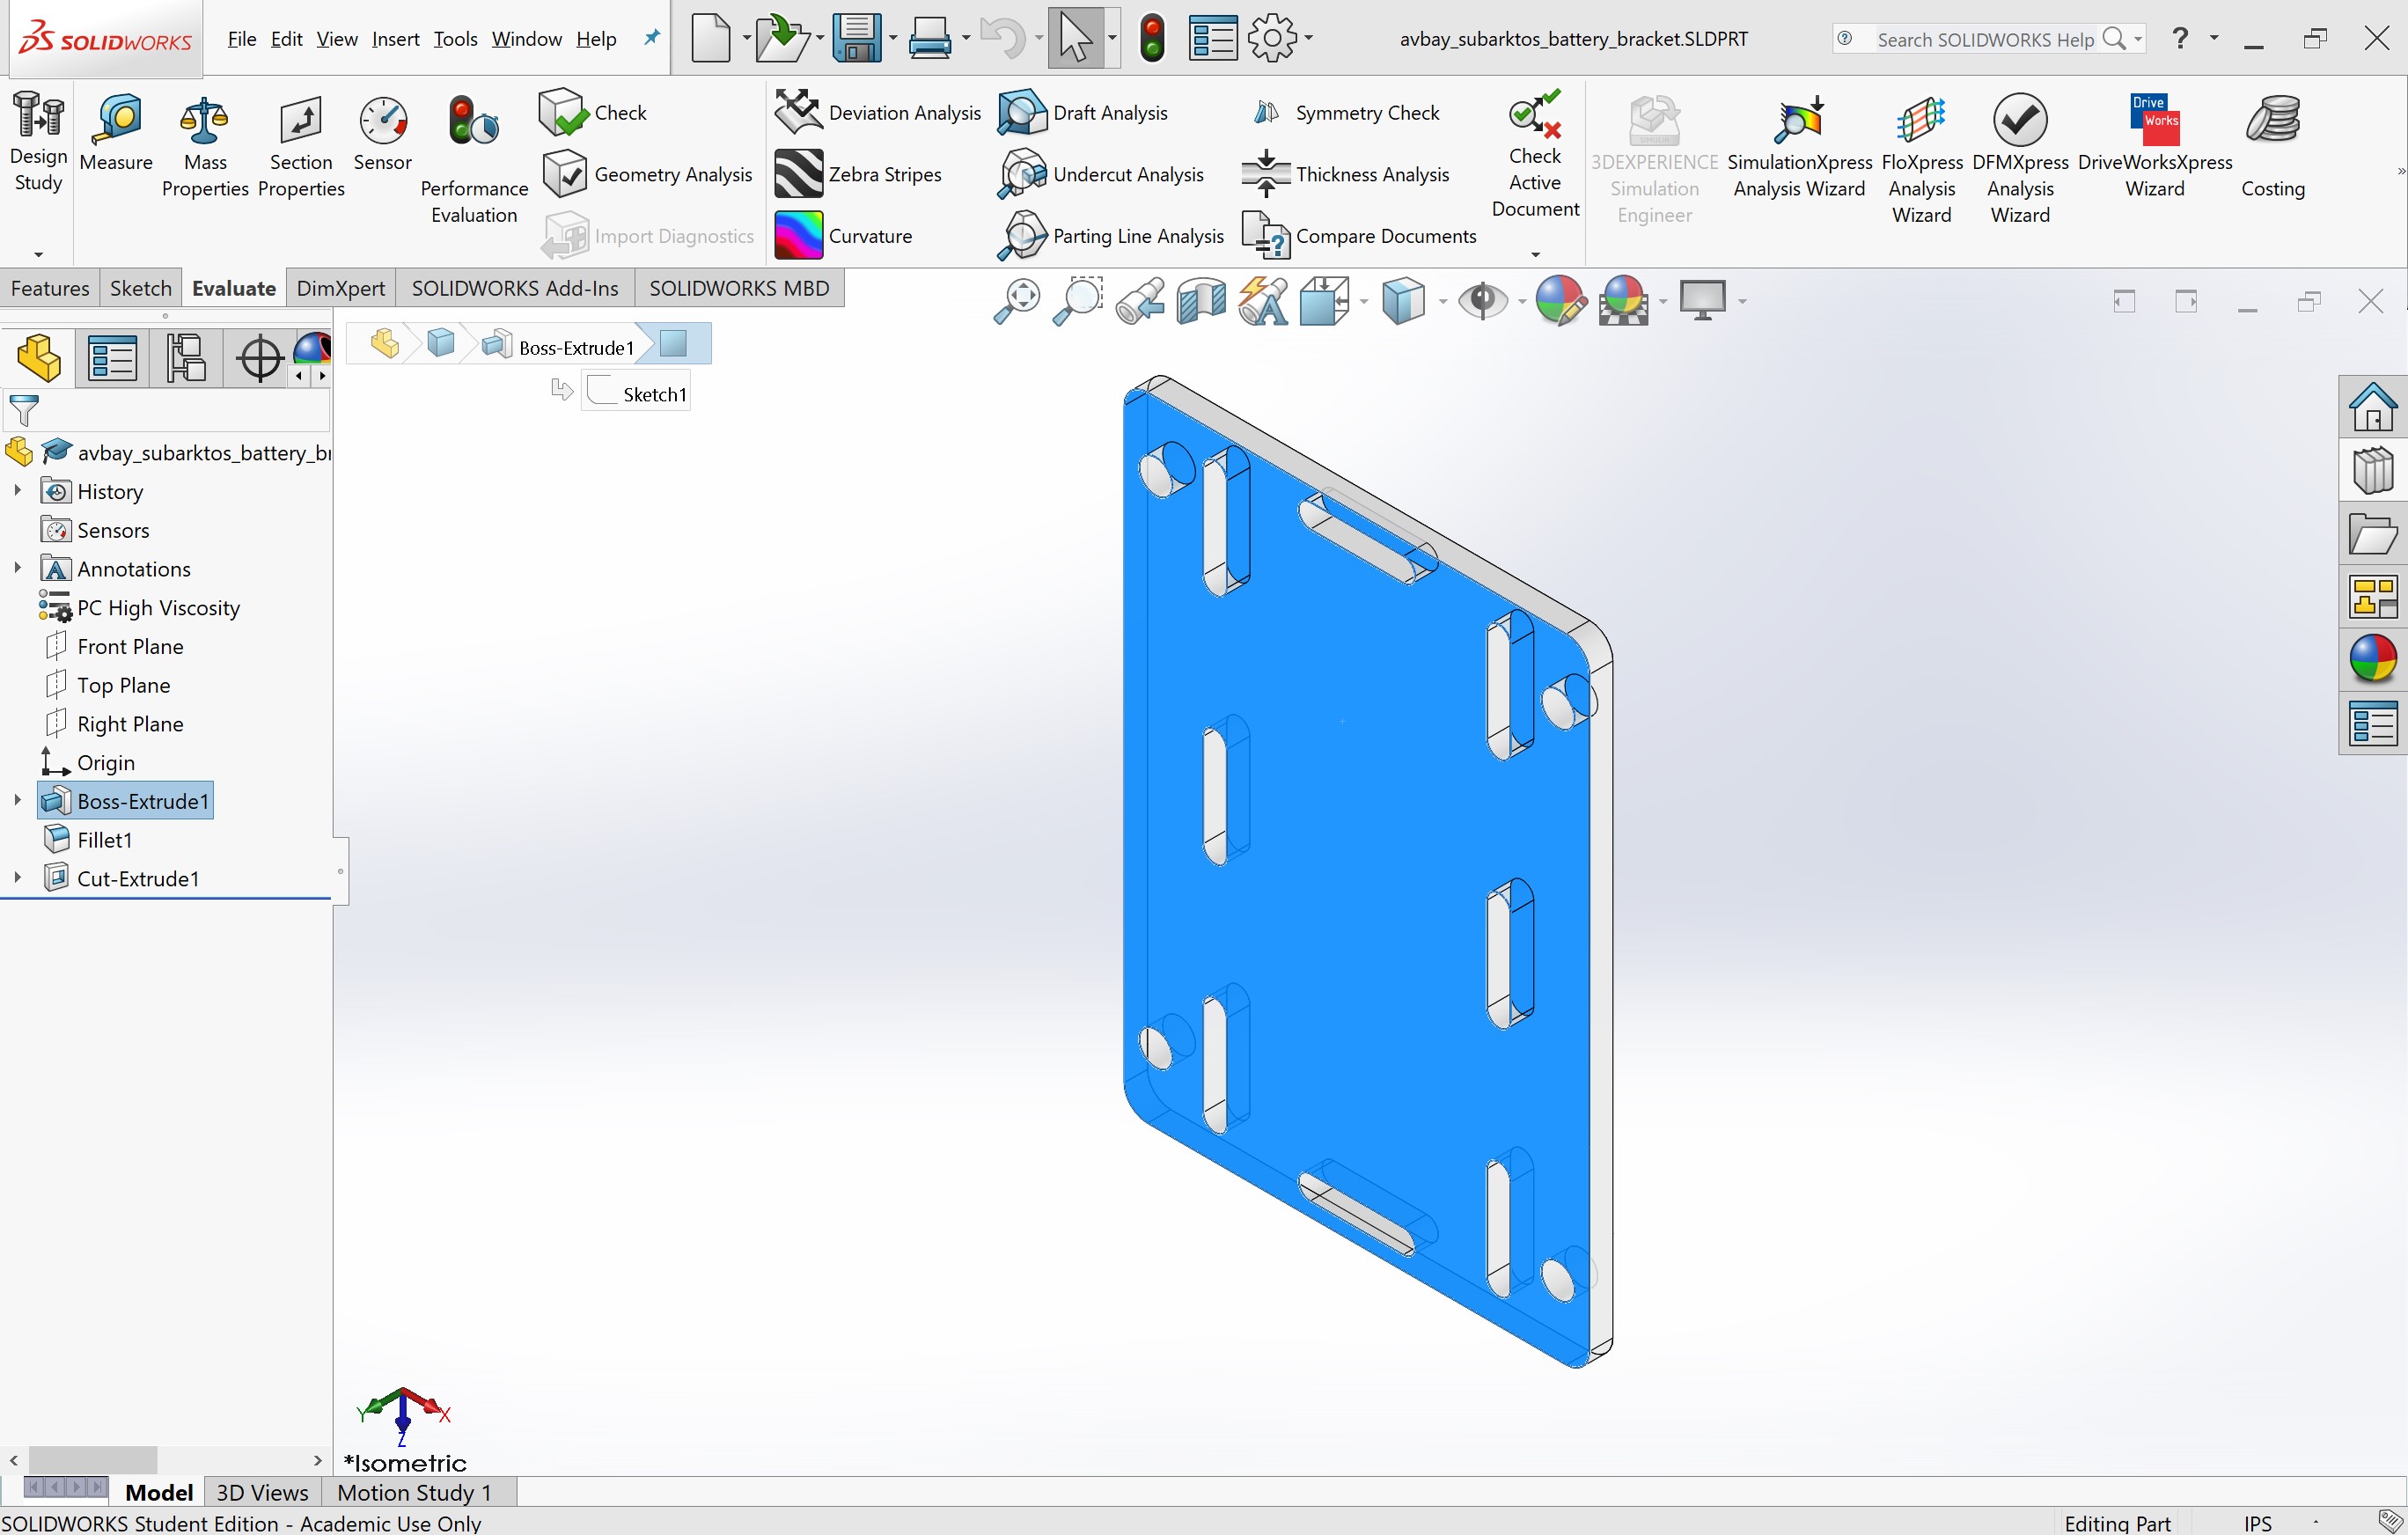 SOLIDWORKS
File Edit View Insert Tools Window Help
avbay_subarktos_battery_bracket.SLDPRT
Search SOLIDWORKS Help
?
Design Study
Measure
Mass Properties
Section Properties
Sensor
Performance Evaluation
Check
Geometry Analysis
Import Diagnostics
Deviation Analysis
Zebra Stripes
Curvature
Draft Analysis
Undercut Analysis
Parting Line Analysis
Symmetry Check
Thickness Analysis
Compare Documents
Check Active Document
3DEXPERIENCE Simulation Engineer
SimulationXpress Analysis Wizard
FloXpress Analysis Wizard
DFMXpress Analysis Wizard
Drive Works
DriveWorksXpress Wizard
Costing
»
Features Sketch Evaluate DimXpert SOLIDWORKS Add-Ins SOLIDWORKS MBD
Boss-Extrude1
Sketch1
avbay_subarktos_battery_br
History
Sensors
Annotations
PC High Viscosity
Front Plane
Top Plane
Right Plane
Origin
Boss-Extrude1
Fillet1
Cut-Extrude1
Y X
Z
*Isometric
Model 3D Views Motion Study 1
SOLIDWORKS Student Edition - Academic Use Only
Editing Part IPS